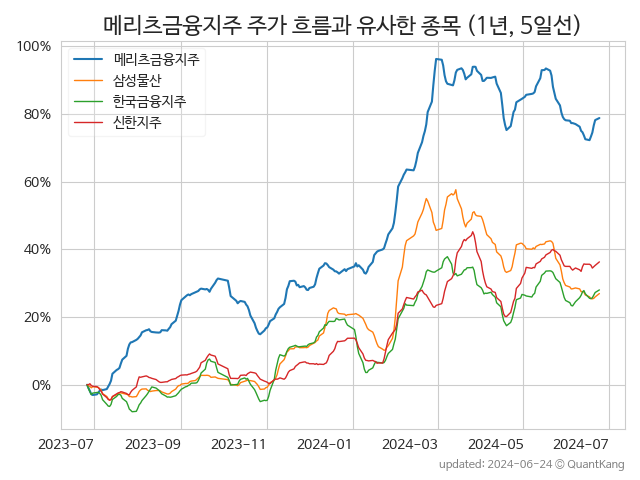 메리츠금융지주 주가 흐름과 유사한 종목 (1년, 5일선)
100%
80%
60%
40%
20%
0%
메리츠금융지주
삼성물산
한국금융지주
신한지주
2023-07
2023-09
2023-11
2024-01
2024-03
2024-05
2024-07
updated: 2024-06-24 © QuantKang